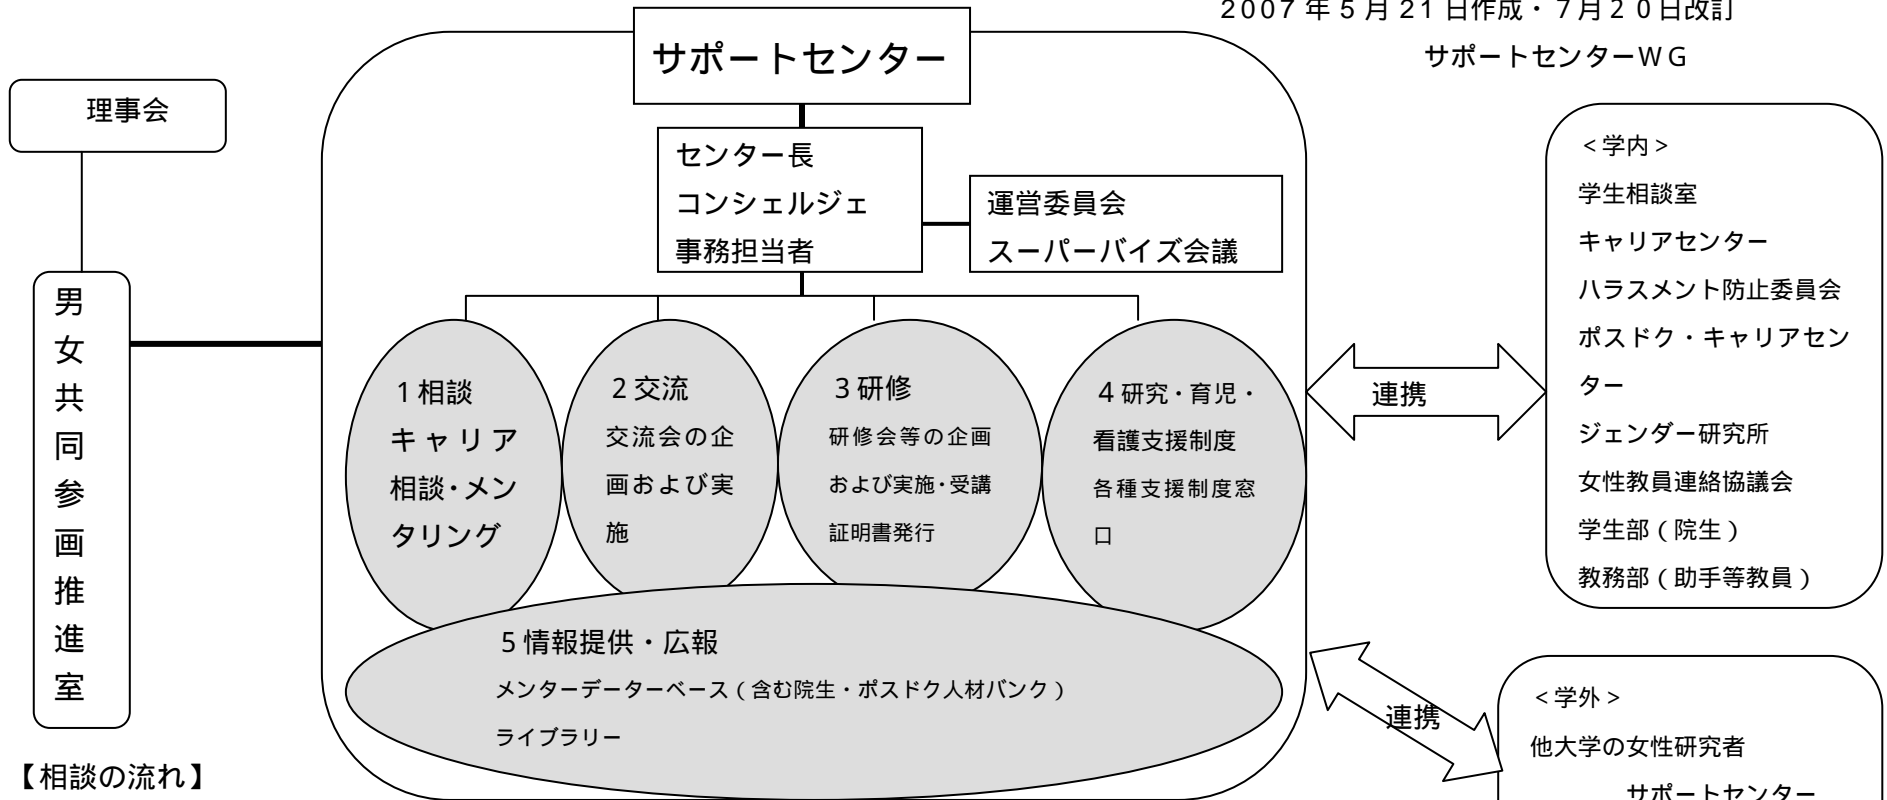 2007年5月21日作成・7月20日改訂
サポートセンターWG
サポートセンター
理事会
センター長
コンシェルジェ
事務担当者
運営委員会
スーパーバイズ会議
男
女
共
同
参
画
推
進
室
1相談
キャリア
相談・メン
タリング
2交流
交流会の企
画および実
施
3研修
研修会等の企画
および実施・受講
証明書発行
4研究・育児・
看護支援制度
各種支援制度窓
口
5情報提供・広報
メンターデーターベース（含む院生・ポスドク人材バンク）
ライブラリー
連携
<学内>
学生相談室
キャリアセンター
ハラスメント防止委員会
ポスドク・キャリアセン
ター
ジェンダー研究所
女性教員連絡協議会
学生部（院生）
教務部（助手等教員）
連携
<学外>
他大学の女性研究者
サポートセンター
【相談の流れ】